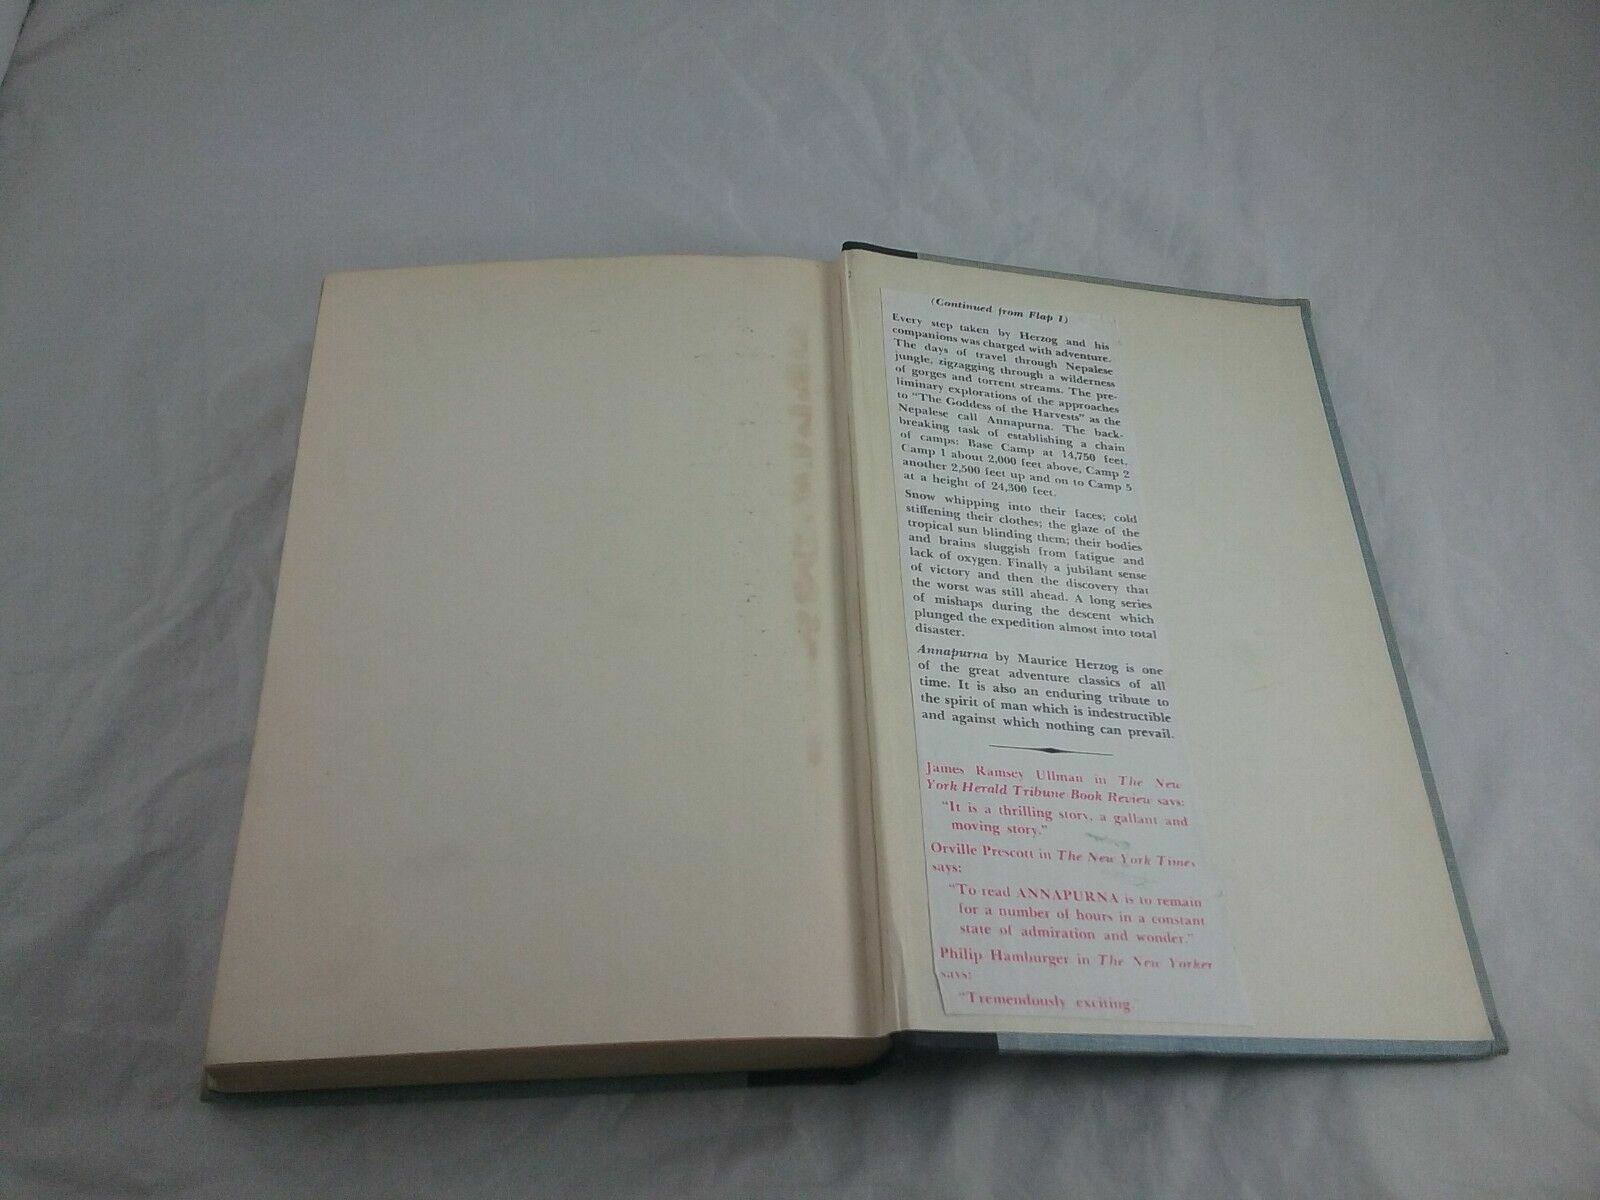 (Continued from Flap 1)
Every step taken by Herzog and his
companions was charged with adventure.
The days of travel through Nepalese
jungle, zigzagging through a wilderness
of gorges and torrent streams. The pre-
liminary explorations of the approaches
to "The Goddess of the Harvests" as the
Nepalese call Annapurna. The back-
breaking task of establishing a chain
of camps: Base Camp at 14,750 feet,
Camp 1 about 2,000 feet above, Camp 2
another 2,500 feet up and on to Camp 5
at a height of 24,300 feet.
Snow whipping into their faces; cold
stiffening their clothes; the glaze of the
tropical sun blinding them; their bodies
and brains sluggish from fatigue and
lack of oxygen. Finally a jubilant sense
of victory and then the discovery that
the worst was still ahead. A long series
of mishaps during the descent which
plunged the expedition almost into total
disaster.
Annapurna by Maurice Herzog is one
of the great adventure classics of all
time. It is also an enduring tribute to
the spirit of man which is indestructible
and against which nothing can prevail.
James Ramsey Ullman in The New
York Herald Tribune Book Review says:
"It is a thrilling story, a gallant and
moving story."
Orville Prescott in The New York Times
says:
"To read ANNAPURNA is to remain
for a number of hours in a constant
state of admiration and wonder."
Philip Hamburger in The New Yorker
says:
"Tremendously exciting."